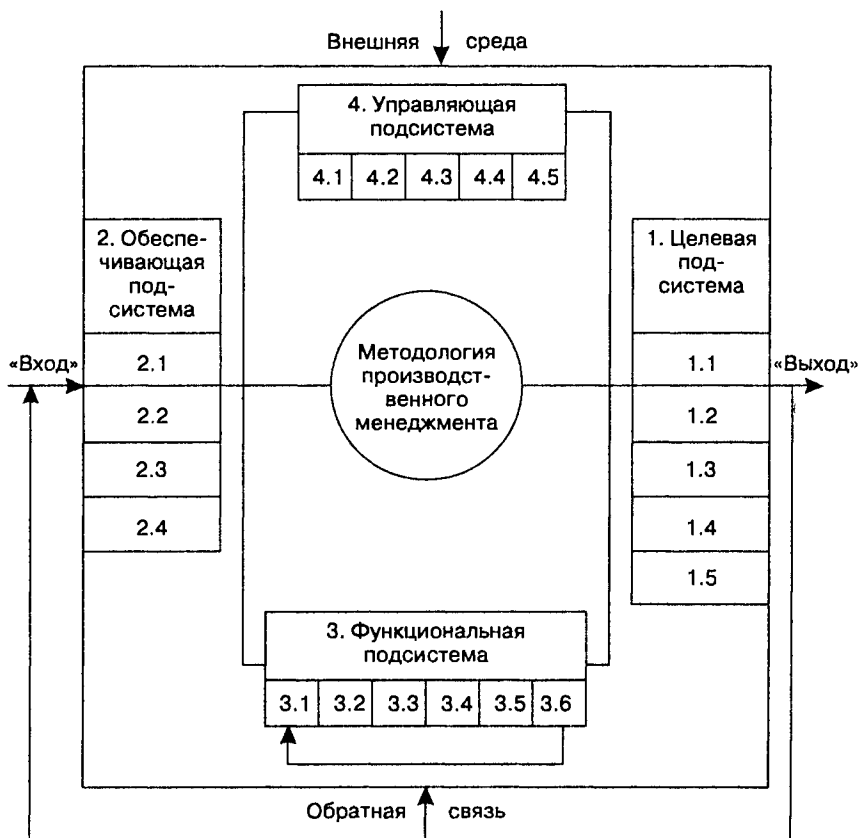 Внешняя среда
4. Управляющая
подсистема
4.1 4.2 4.3 4.4 4.5
2. Обеспе-
чивающая
под-
система
2.1
2.2
2.3
2.4
«Вход»
Методология
производст-
венного
менеджмента
1. Целевая
под-
система
1.1
1.2
1.3
1.4
1.5
«Выход»
3. Функциональная
подсистема
3.1 3.2 3.3 3.4 3.5 3.6
Обратная связь